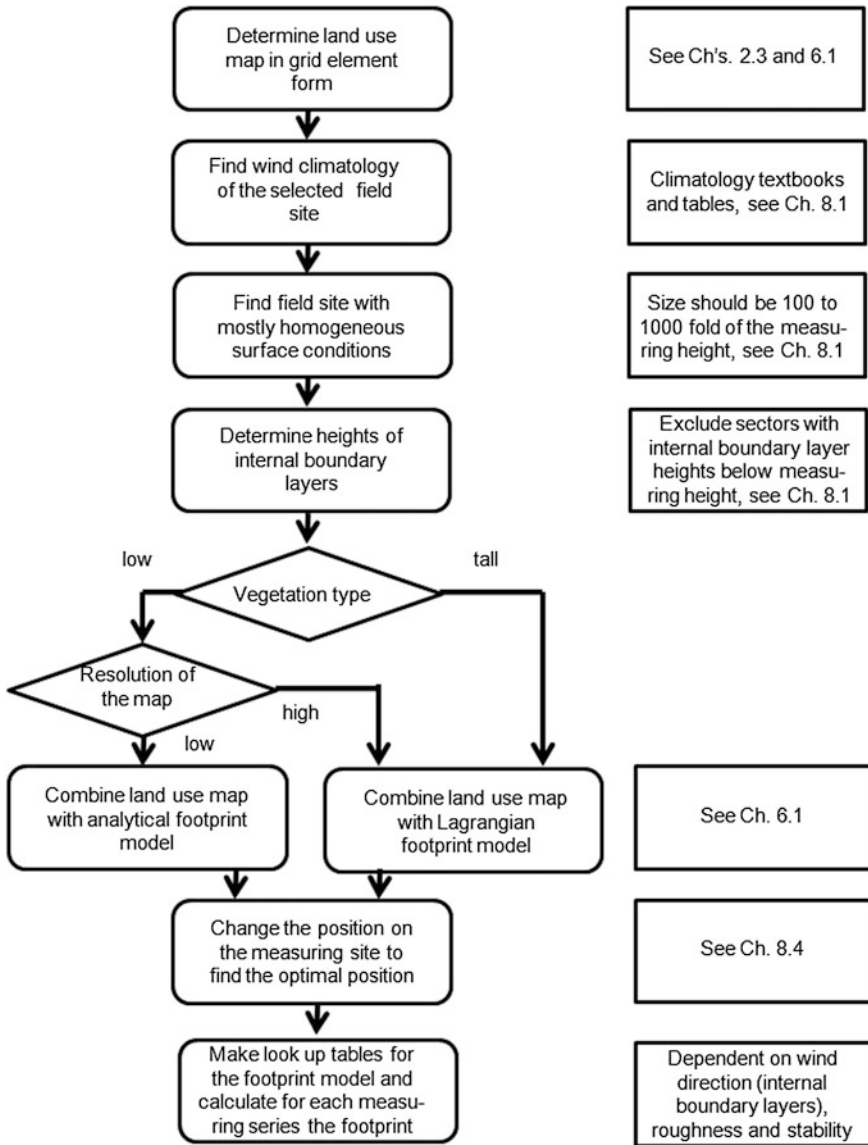 Determine land use
map in grid element
form
See Ch's. 2.3 and 6.1
Find wind climatology
of the selected field
site
Climatology textbooks
and tables, see Ch. 8.1
Find field site with
mostly homogeneous
surface conditions
Size should be 100 to
1000 fold of the measu-
ring height, see Ch. 8.1
Determine heights of
internal boundary
layers
Exclude sectors with
internal boundary layer
heights below measu-
ring height, see Ch. 8.1
low
tall
Vegetation type
Resolution of
the map
high
low
Combine land use map
with analytical footprint
model
Combine land use map
with Lagrangian
footprint model
See Ch. 6.1
Change the position on
the measuring site to
find the optimal position
See Ch. 8.4
Make look up tables for
the footprint model and
calculate for each measu-
ring series the footprint
Dependent on wind
direction (internal
boundary layers),
roughness and stability